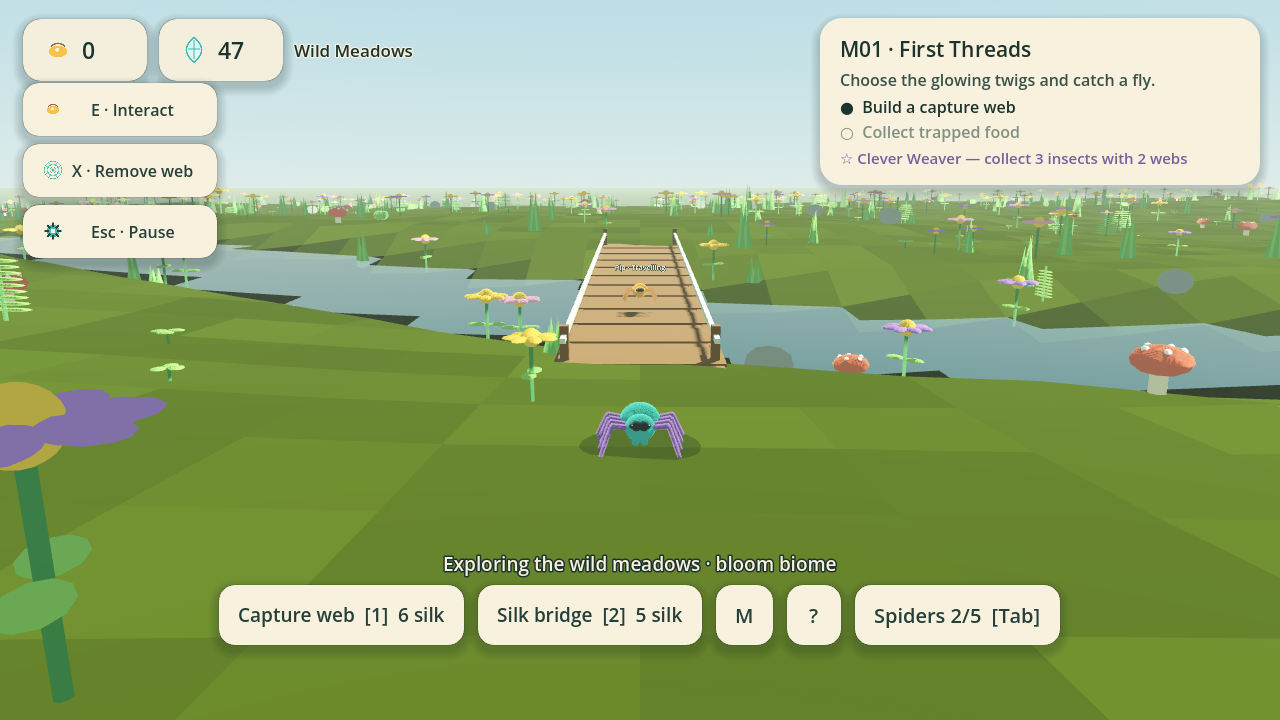 0
47
Wild Meadows
E · Interact
X · Remove web
Esc · Pause
M01 · First Threads
Choose the glowing twigs and catch a fly.
● Build a capture web
○ Collect trapped food
☆ Clever Weaver — collect 3 insects with 2 webs
Exploring the wild meadows · bloom biome
Capture web [1] 6 silk
Silk bridge [2] 5 silk
M
?
Spiders 2/5 [Tab]